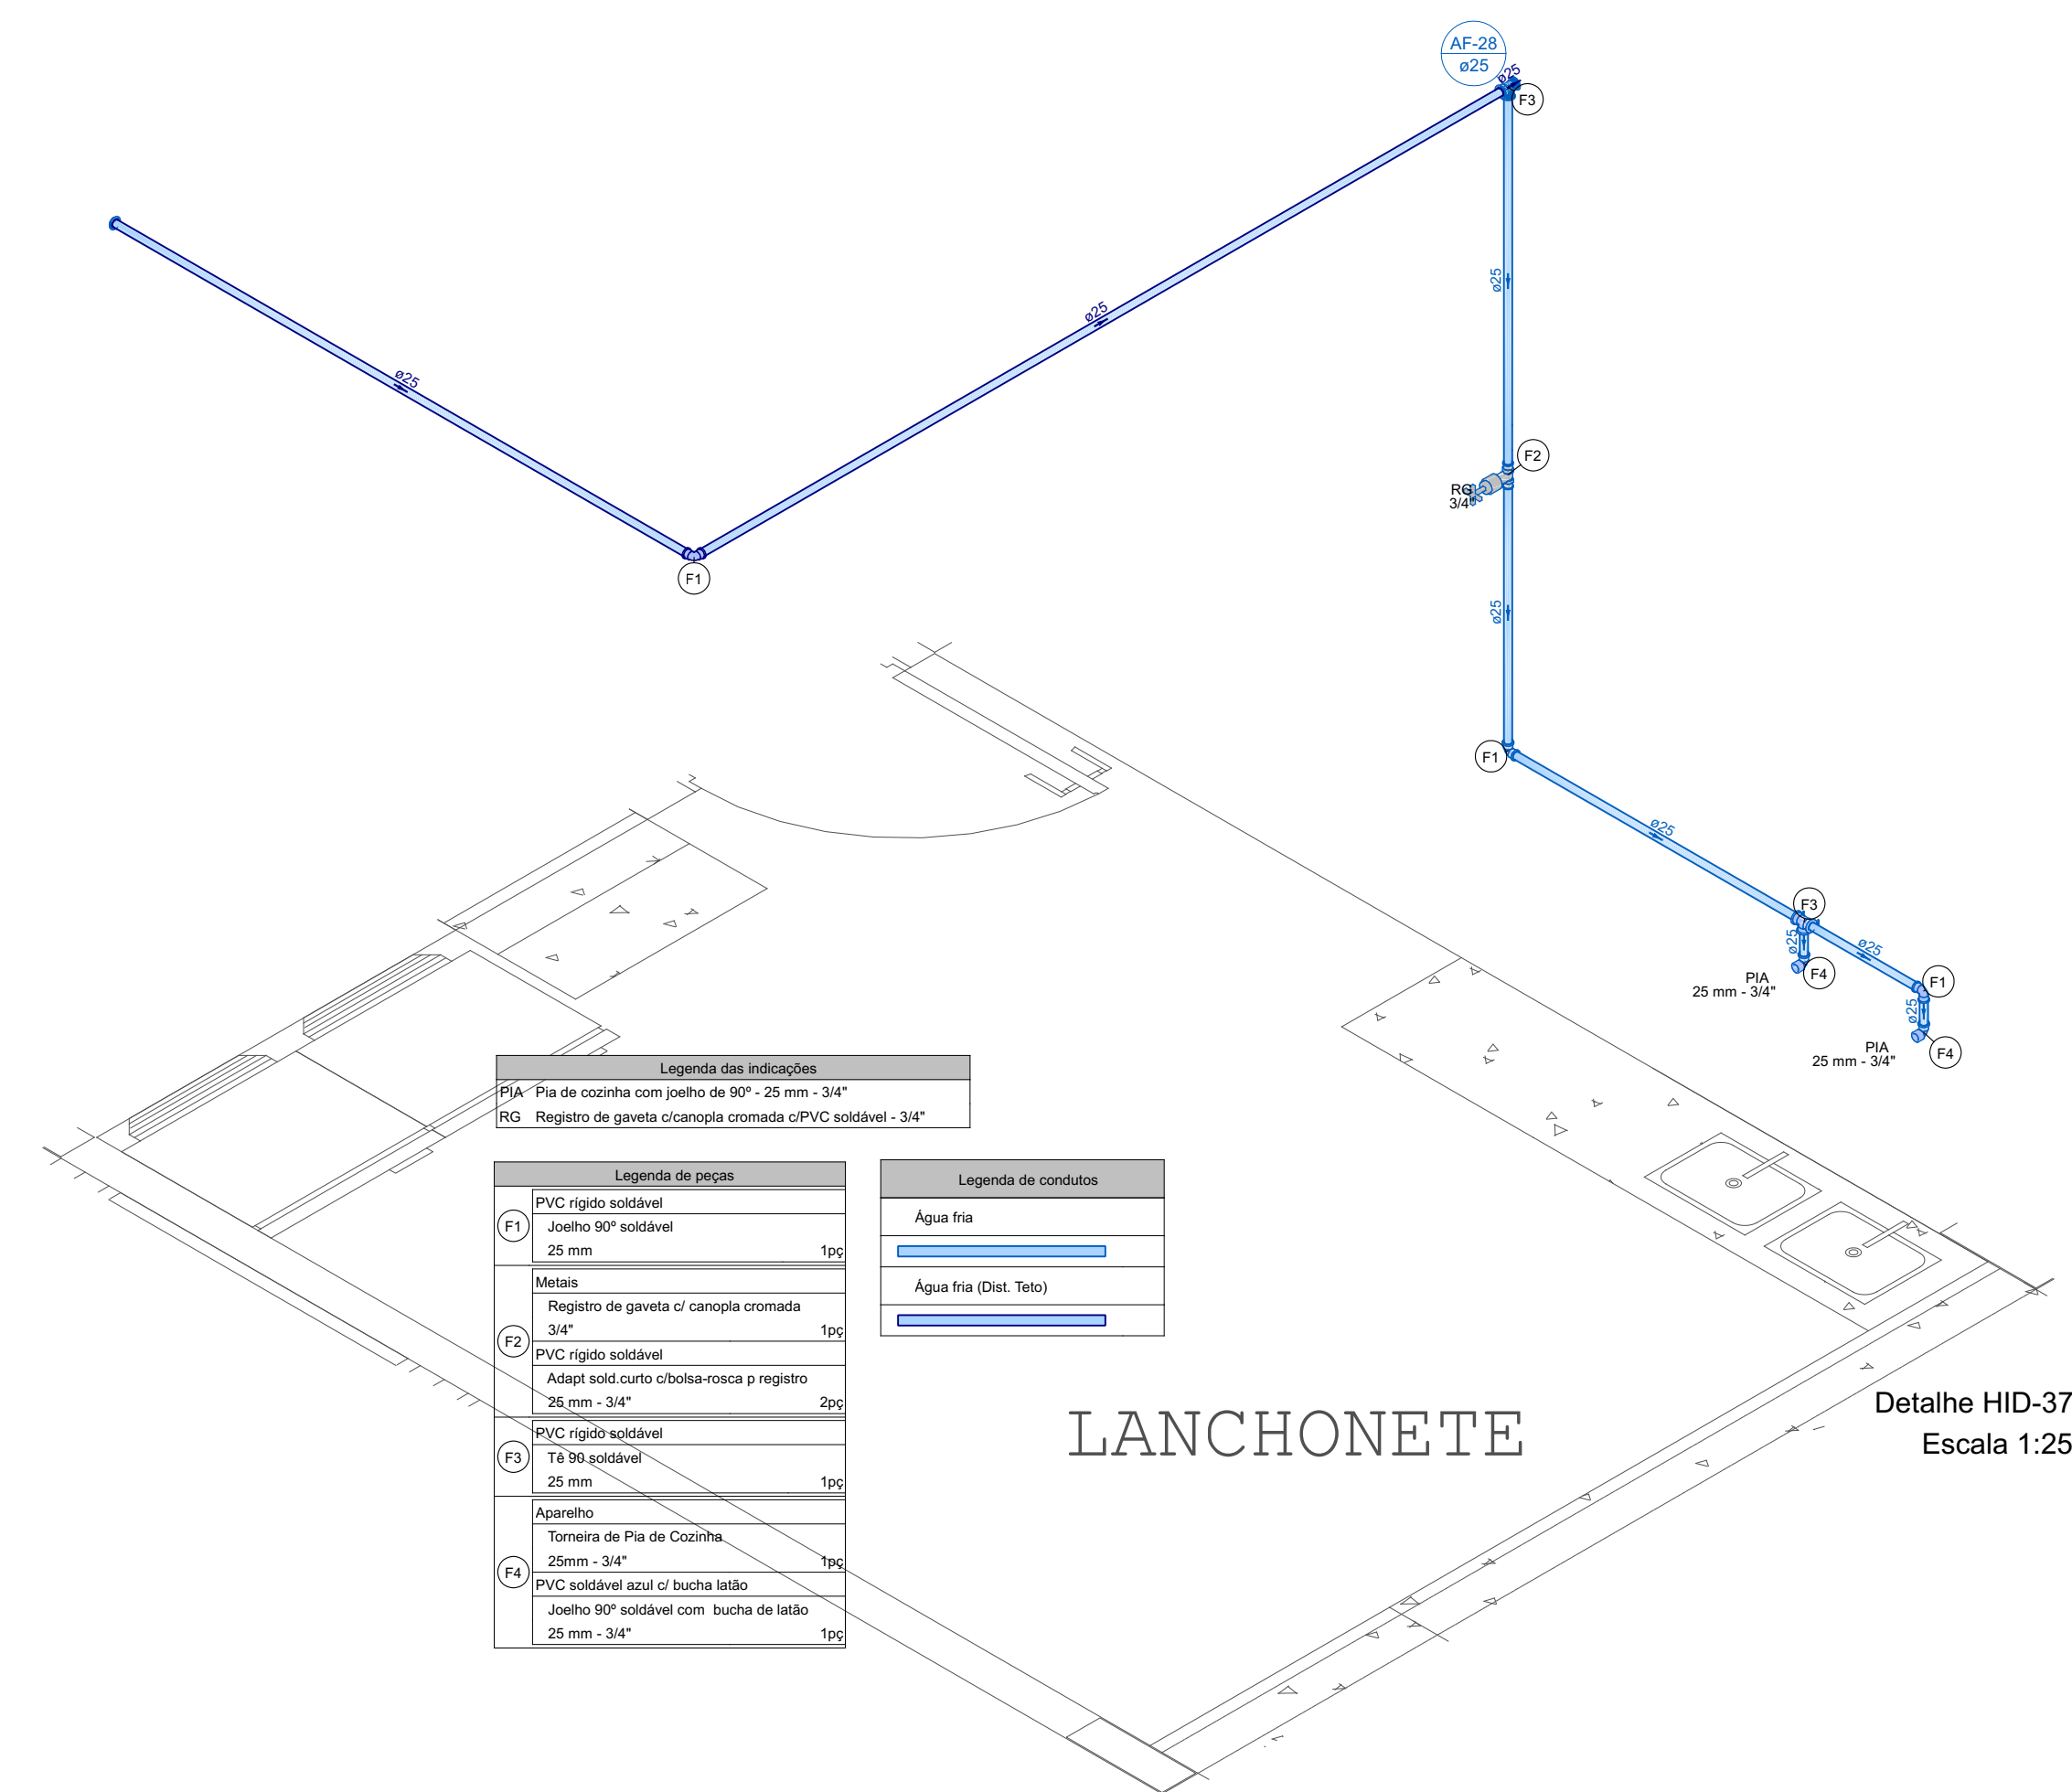 AF-28
ø25
ø25
F3
ø25
ø25
ø25
F2
RG
3/4"
F1
ø25
F1
ø25
F3
ø25
ø25
F4
PIA
25 mm - 3/4"
F1
ø25
F4
PIA
25 mm - 3/4"
Legenda das indicações
PIA Pia de cozinha com joelho de 90º - 25 mm - 3/4"
RG Registro de gaveta c/canopla cromada c/PVC soldável - 3/4"
Legenda de peças
F1
PVC rígido soldável
Joelho 90º soldável
25 mm 1pç
F2
Metais
Registro de gaveta c/ canopla cromada
3/4" 1pç
PVC rígido soldável
Adapt sold.curto c/bolsa-rosca p registro
25 mm - 3/4" 2pç
F3
PVC rígido soldável
Tê 90 soldável
25 mm 1pç
F4
Aparelho
Torneira de Pia de Cozinha
25mm - 3/4" 1pç
PVC soldável azul c/ bucha latão
Joelho 90º soldável com bucha de latão
25 mm - 3/4" 1pç
Legenda de condutos
Água fria
Água fria (Dist. Teto)
LANCHONETE
Detalhe HID-37
Escala 1:25